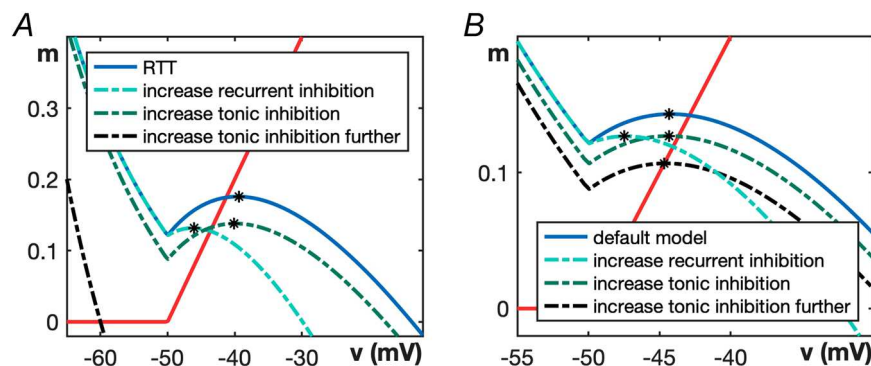 A
m
0.3
0.2
0.1
0
RTT
increase recurrent inhibition
increase tonic inhibition
increase tonic inhibition further
-60
-50
-40
-30
v (mV)
B
m
0.1
0
default model
increase recurrent inhibition
increase tonic inhibition
increase tonic inhibition further
-55
-50
-45
-40
v (mV)